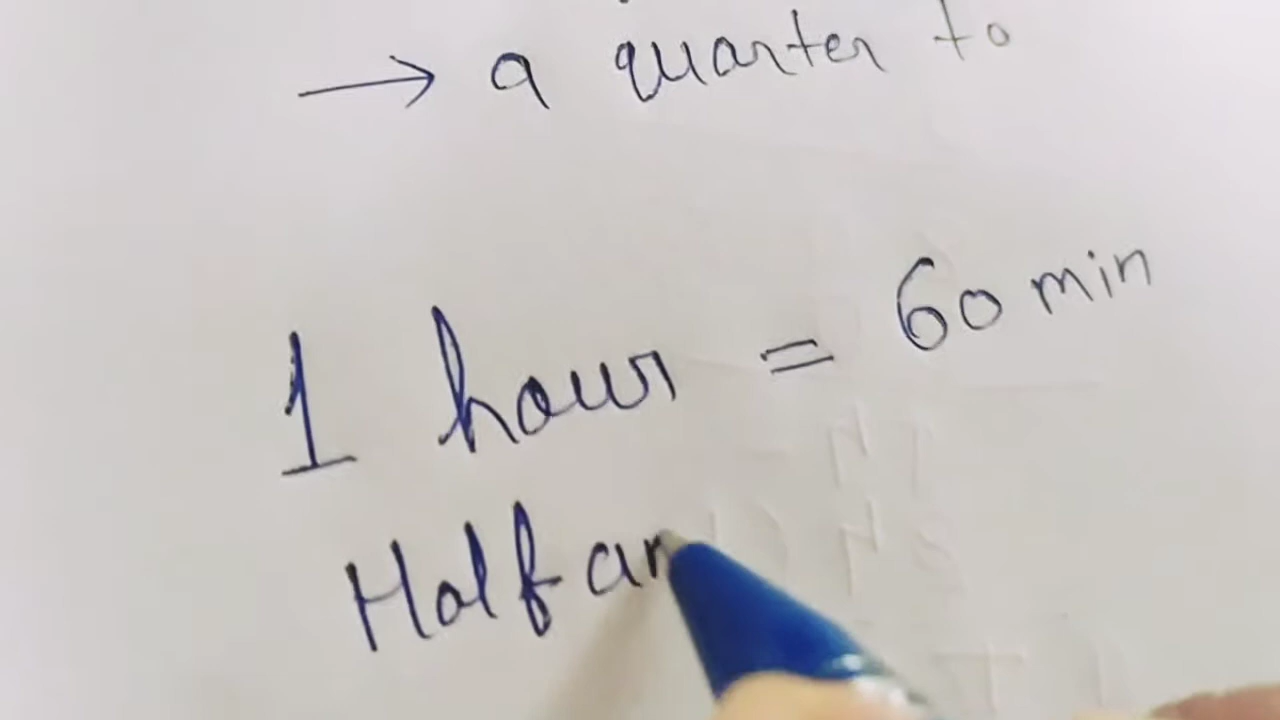 → a quarter to
1 hour = 60 min
Half an